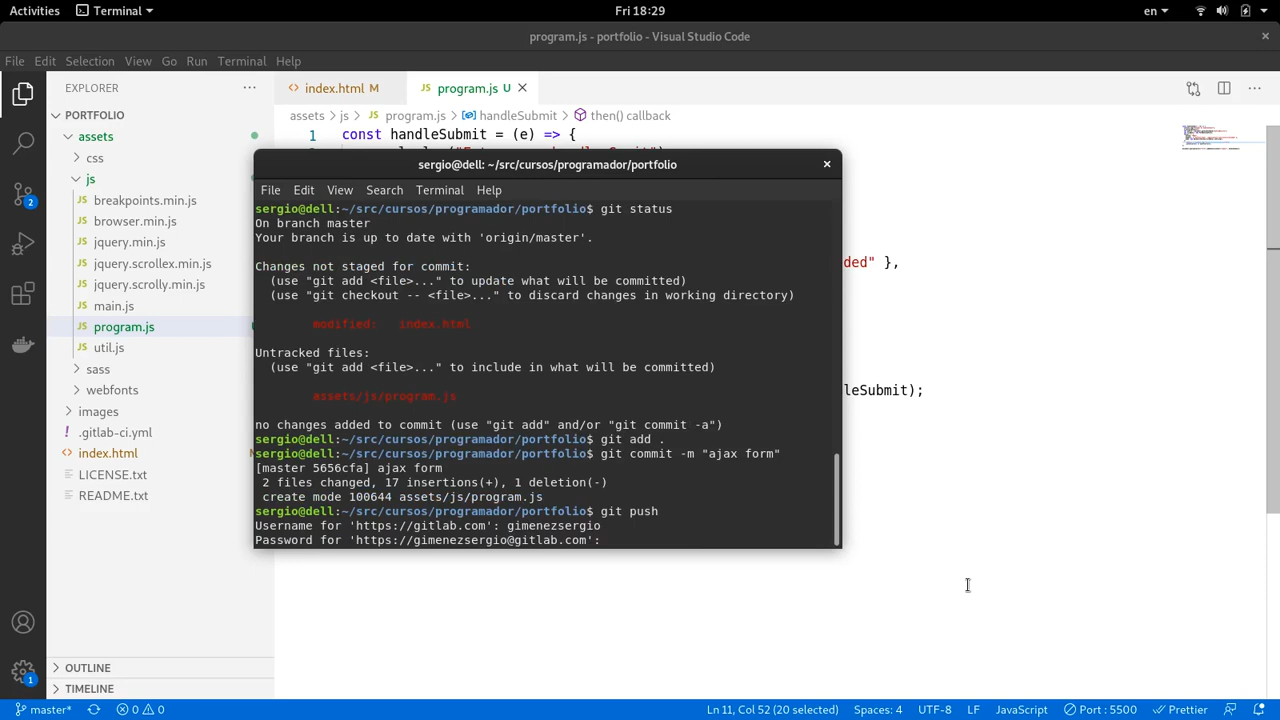 Activities Terminal Fri 18:29 en
program.js - portfolio - Visual Studio Code
File Edit Selection View Go Run Terminal Help
EXPLORER
index.html M
program.js U
PORTFOLIO
assets > js > program.js > handleSubmit > then() callback
assets
css
js
breakpoints.min.js
browser.min.js
jquery.min.js
jquery.scrollex.min.js
jquery.scrolly.min.js
main.js
program.js
util.js
sass
webfonts
images
.gitlab-ci.yml
index.html
LICENSE.txt
README.txt
OUTLINE
TIMELINE
2
1
1 const handleSubmit = (e) => {
ded" },
leSubmit);
sergio@dell: ~/src/cursos/programador/portfolio
File Edit View Search Terminal Help
sergio@dell:~/src/cursos/programador/portfolio$ git status
On branch master
Your branch is up to date with 'origin/master'.
Changes not staged for commit:
(use "git add <file>..." to update what will be committed)
(use "git checkout -- <file>..." to discard changes in working directory)
modified: index.html
Untracked files:
(use "git add <file>..." to include in what will be committed)
assets/js/program.js
no changes added to commit (use "git add" and/or "git commit -a")
sergio@dell:~/src/cursos/programador/portfolio$ git add .
sergio@dell:~/src/cursos/programador/portfolio$ git commit -m "ajax form"
[master 5656cfa] ajax form
2 files changed, 17 insertions(+), 1 deletion(-)
create mode 100644 assets/js/program.js
sergio@dell:~/src/cursos/programador/portfolio$ git push
Username for 'https://gitlab.com': gimenezsergio
Password for 'https://gimenezsergio@gitlab.com':
master* 0 0 Ln 11, Col 52 (20 selected) Spaces: 4 UTF-8 LF JavaScript Port : 5500 Prettier